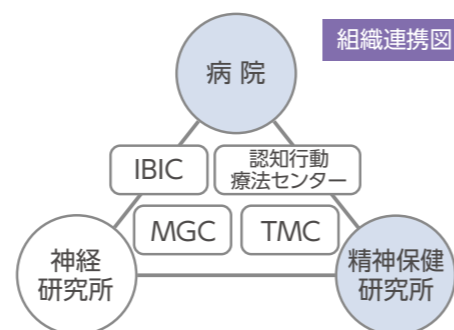 組織連携図
病 院
IBIC
認知行動
療法センター
MGC
TMC
神経
研究所
精神保健
研究所